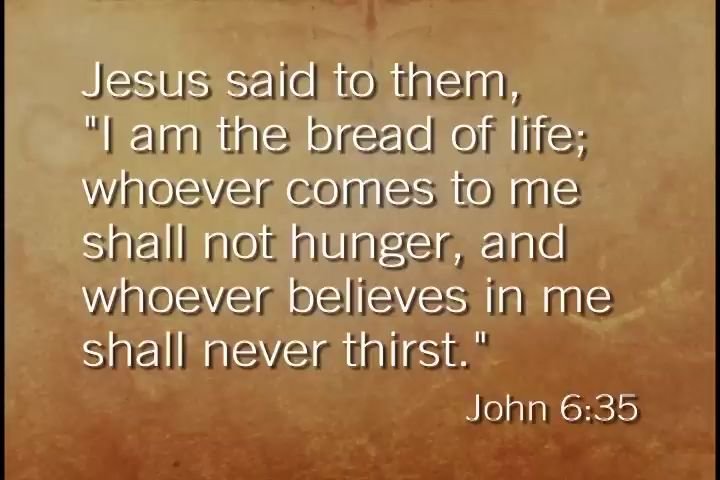 Jesus said to them,
"I am the bread of life;
whoever comes to me
shall not hunger, and
whoever believes in me
shall never thirst."
John 6:35